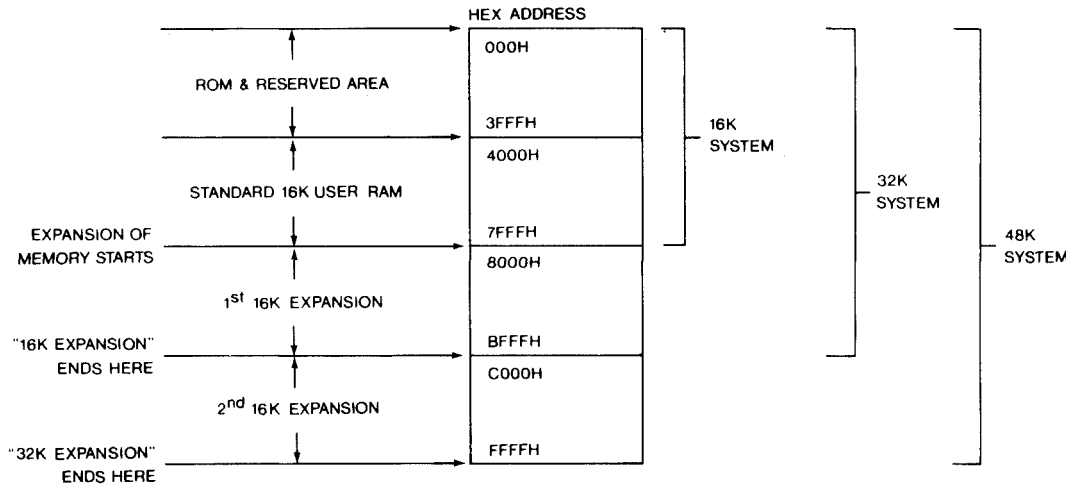 HEX ADDRESS
000H
ROM & RESERVED AREA
3FFFH
16K
SYSTEM
4000H
STANDARD 16K USER RAM
32K
SYSTEM
EXPANSION OF
MEMORY STARTS
7FFFH
8000H
48K
SYSTEM
1st 16K EXPANSION
"16K EXPANSION"
ENDS HERE
BFFFH
C000H
2nd 16K EXPANSION
"32K EXPANSION"
ENDS HERE
FFFFH